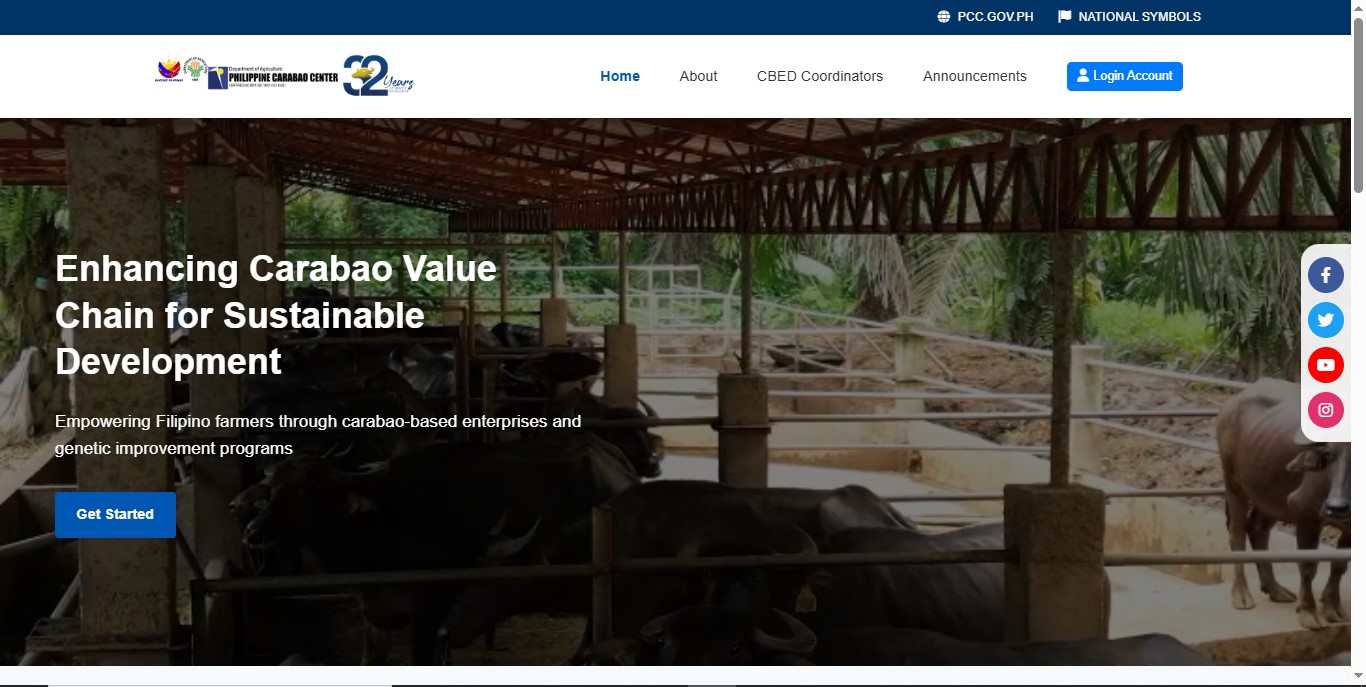 PCC.GOV.PH
NATIONAL SYMBOLS
Department of Agriculture
PHILIPPINE CARABAO CENTER
32 Years
Home
About
CBED Coordinators
Announcements
Login Account
Enhancing Carabao Value
Chain for Sustainable
Development
Empowering Filipino farmers through carabao-based enterprises and
genetic improvement programs
Get Started